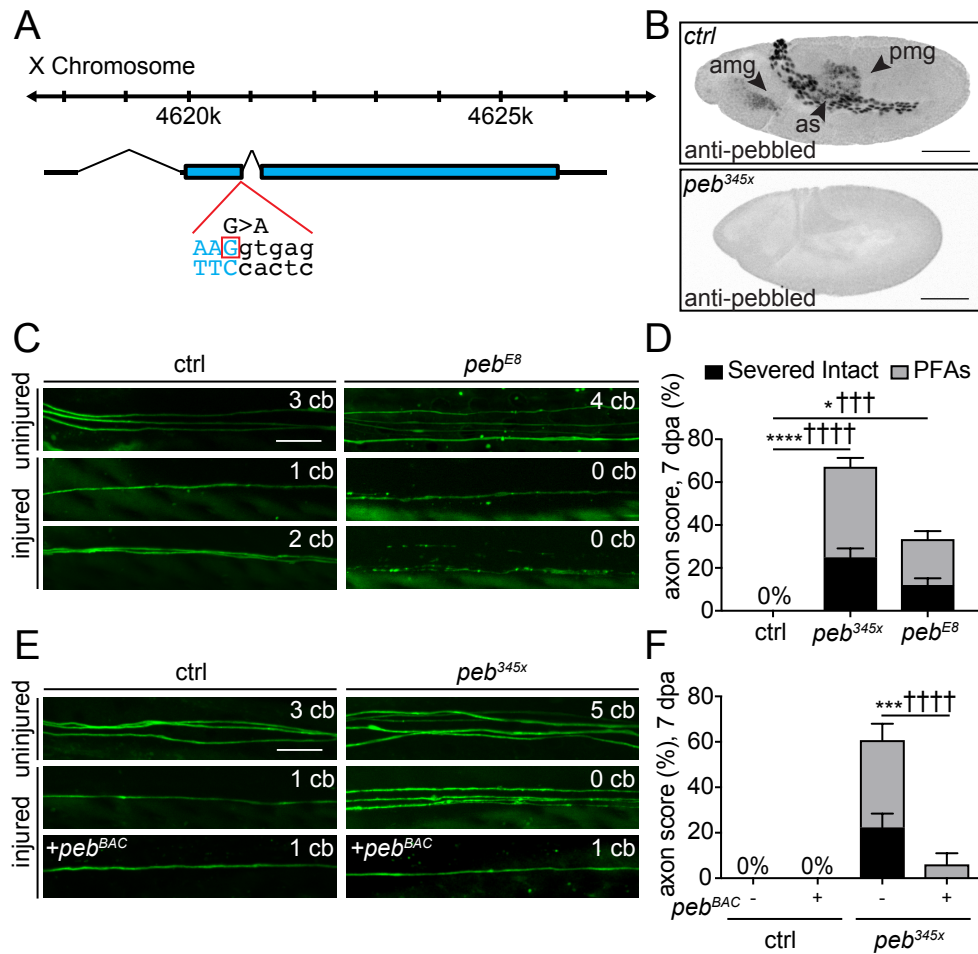 A
X Chromosome
4620k 4625k
G>A
AAGgtgag
TTCcactc
B
ctrl
amg
pmg
as
anti-pebbled
peb345x
anti-pebbled
C
ctrl pebE8
uninjured
injured
3 cb 4 cb
1 cb 0 cb
2 cb 0 cb
D
Severed Intact PFAs
axon score, 7 dpa (%)
80
60
40
20
0
* †††
****††††
0%
ctrl peb345x pebE8
E
ctrl peb345x
uninjured
injured
3 cb 5 cb
1 cb 0 cb
+pebBAC 1 cb +pebBAC 1 cb
F
axon score (%), 7 dpa
80
60
40
20
0
***††††
0% 0%
pebBAC - + - +
ctrl peb345x